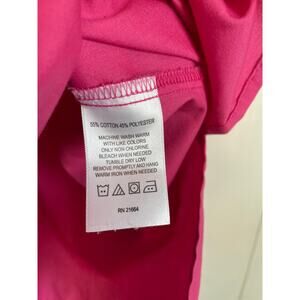 55% COTTON 45% POLYESTER
MACHINE WASH WARM
WITH LIKE COLORS
ONLY NON CHLORINE
BLEACH WHEN NEEDED
TUMBLE DRY LOW
REMOVE PROMPTLY AND HANG
WARM IRON WHEN NEEDED
RN 21664